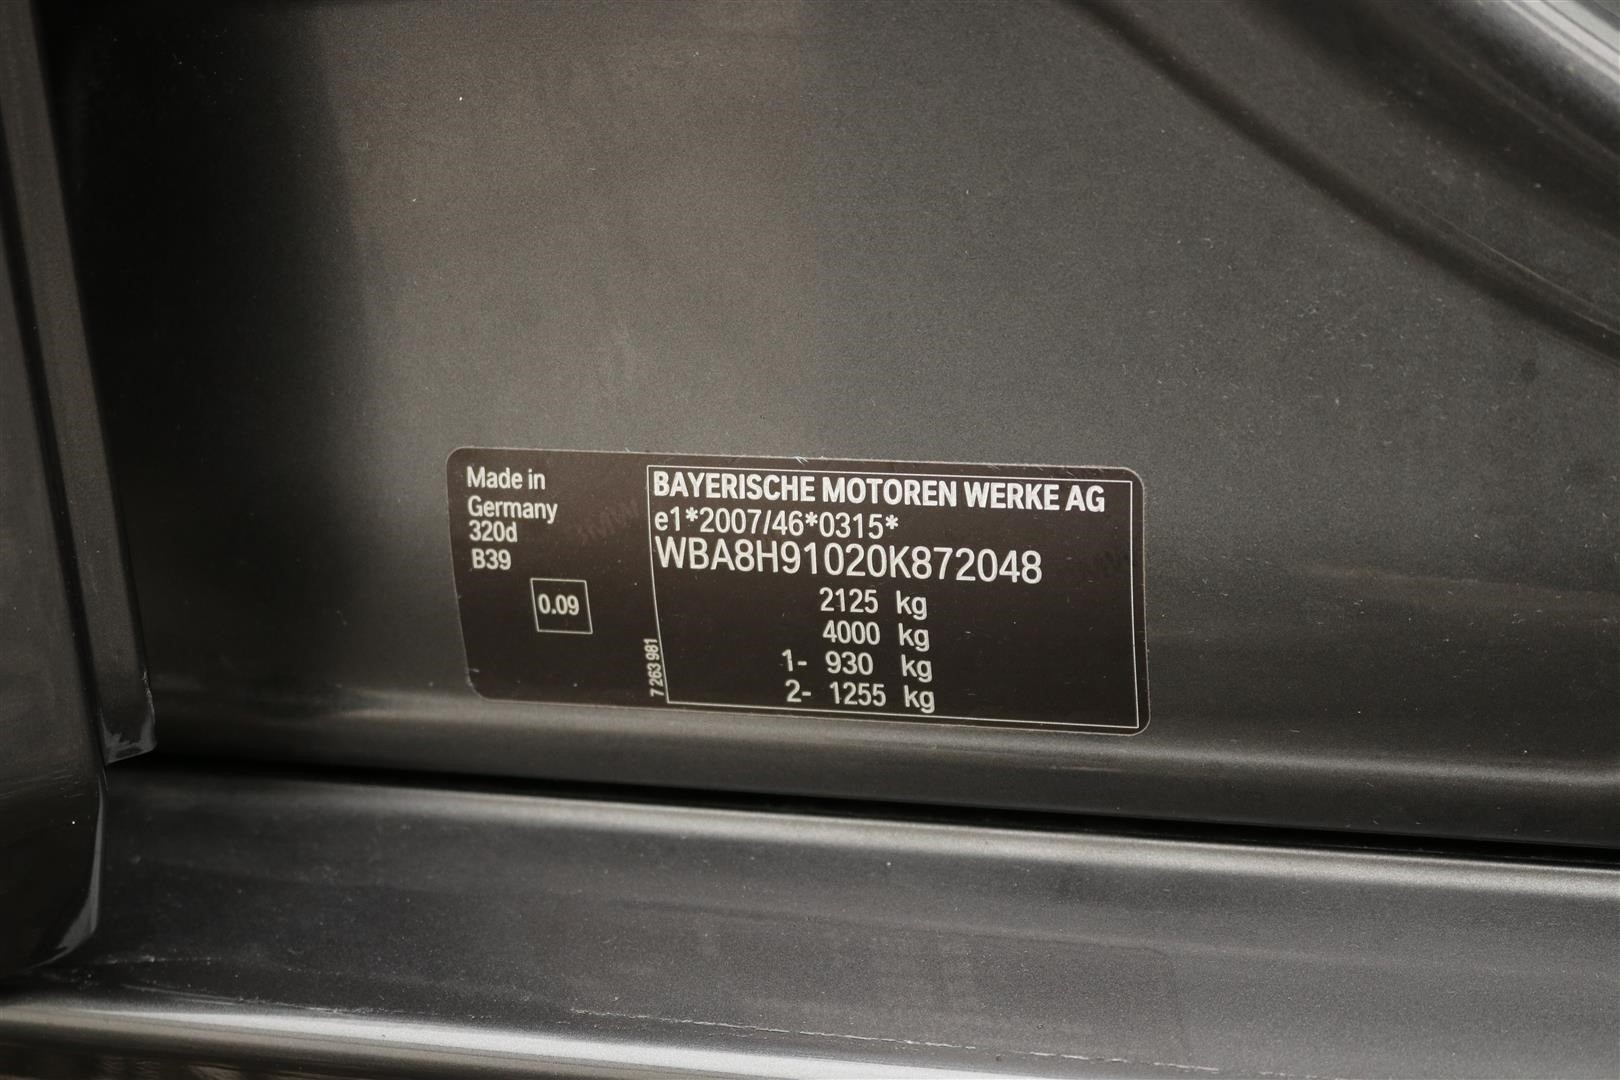 Made in
Germany
320d
B39
0.09
7 263 981
BAYERISCHE MOTOREN WERKE AG
e1*2007/46*0315*
WBA8H91020K872048
2125 kg
4000 kg
1- 930 kg
2- 1255 kg